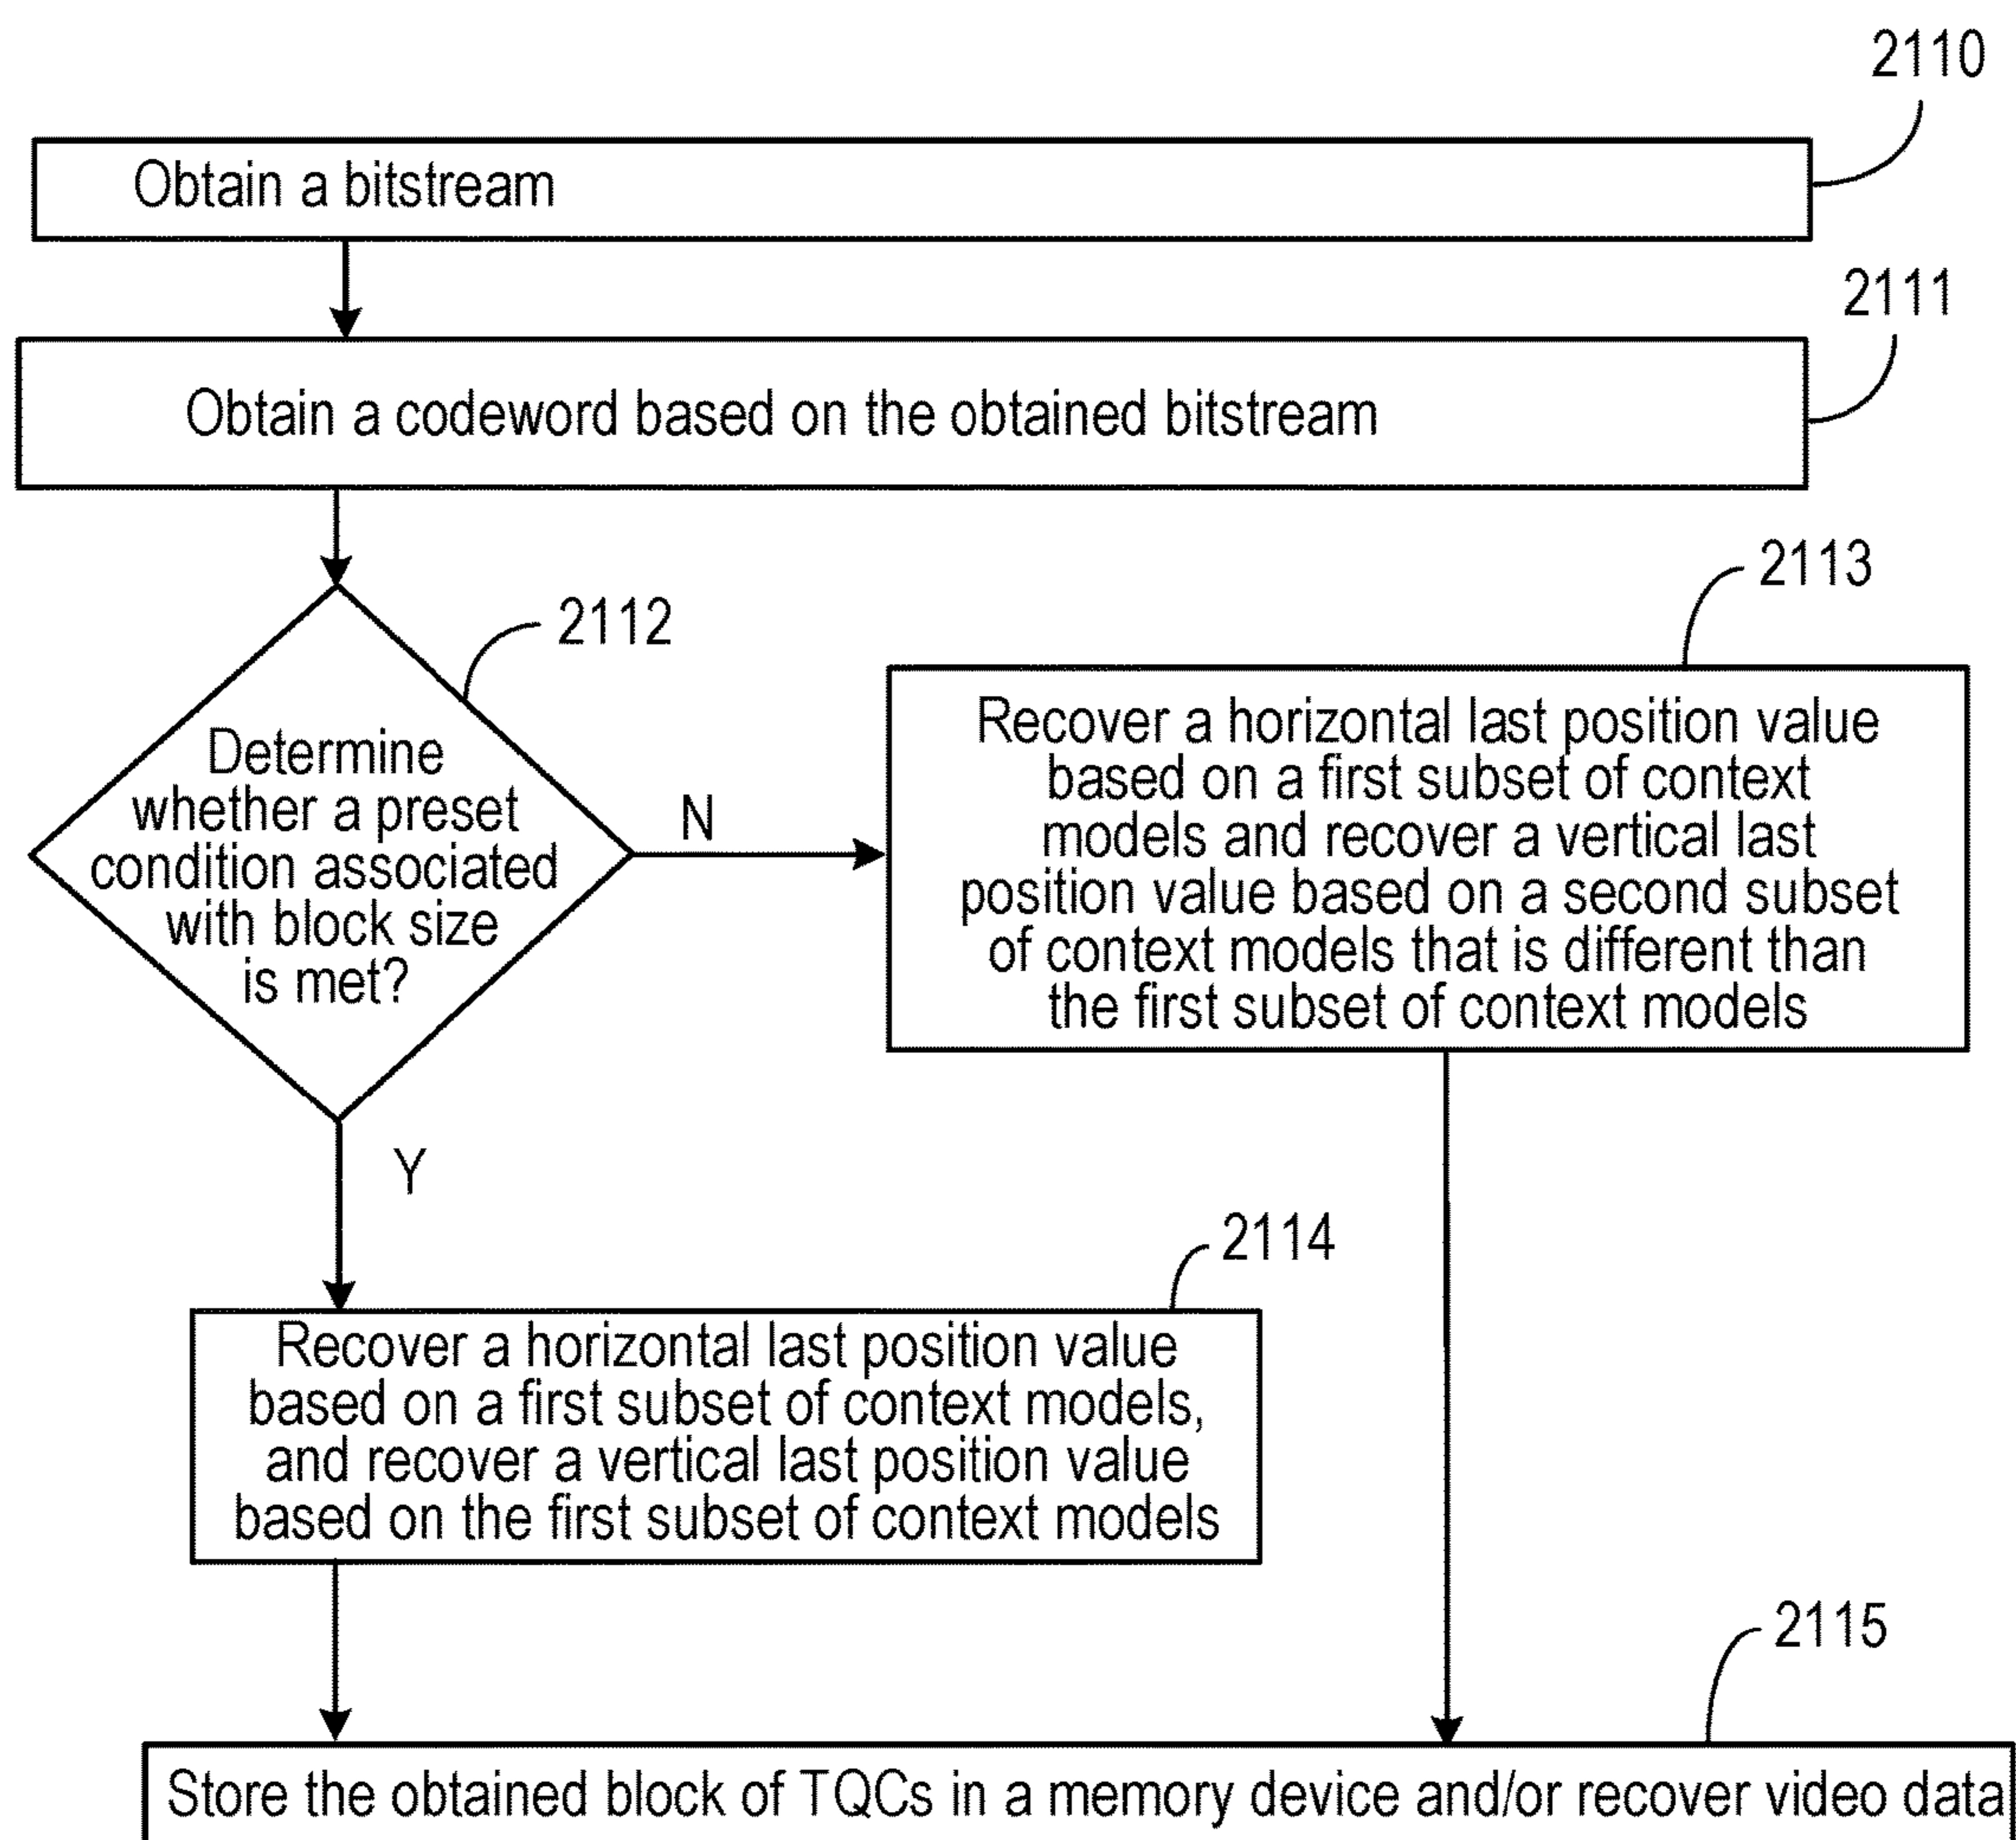 2110
Obtain a bitstream
2111
Obtain a codeword based on the obtained bitstream
2112
Determine
whether a preset
condition associated
with block size
is met?
N
2113
Recover a horizontal last position value
based on a first subset of context
models and recover a vertical last
position value based on a second subset
of context models that is different than
the first subset of context models
Y
2114
Recover a horizontal last position value
based on a first subset of context models,
and recover a vertical last position value
based on the first subset of context models
2115
Store the obtained block of TQCs in a memory device and/or recover video data